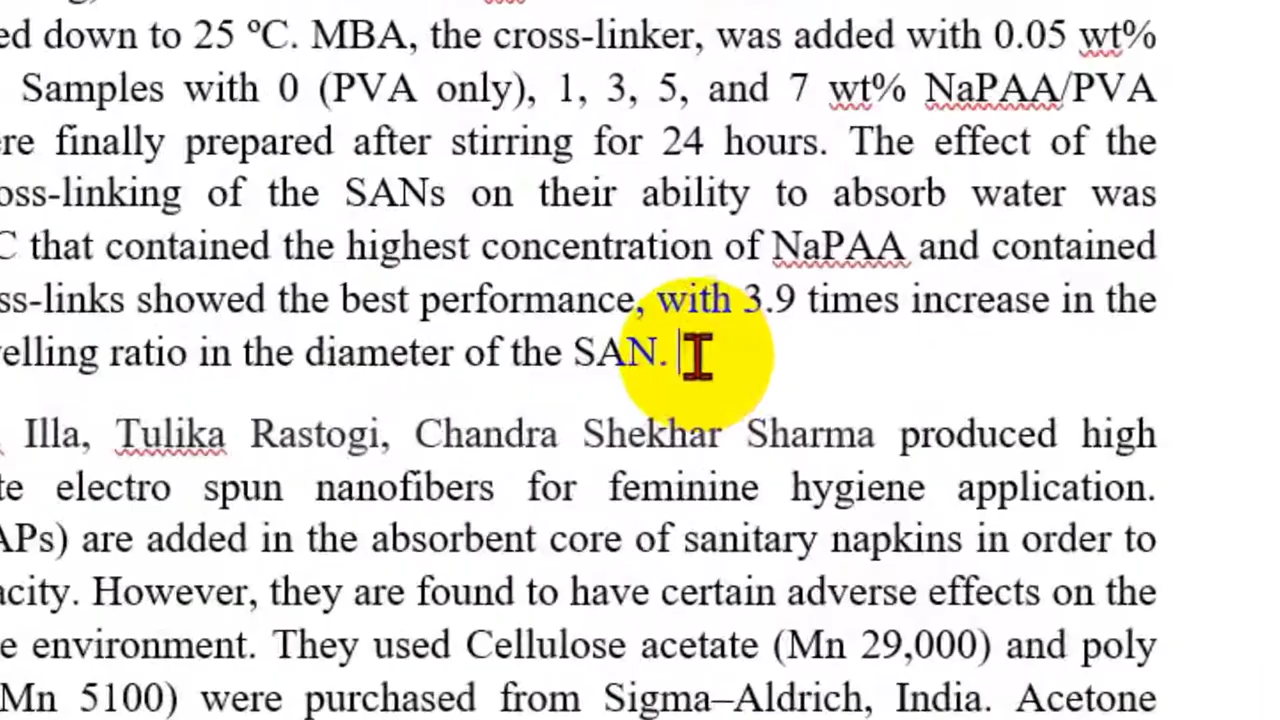 ed down to 25 ºC. MBA, the cross-linker, was added with 0.05 wt%
Samples with 0 (PVA only), 1, 3, 5, and 7 wt% NaPAA/PVA
re finally prepared after stirring for 24 hours. The effect of the
oss-linking of the SANs on their ability to absorb water was
C that contained the highest concentration of NaPAA and contained
ss-links showed the best performance, with 3.9 times increase in the
elling ratio in the diameter of the SAN.
Illa, Tulika Rastogi, Chandra Shekhar Sharma produced high
te electro spun nanofibers for feminine hygiene application.
APs) are added in the absorbent core of sanitary napkins in order to
acity. However, they are found to have certain adverse effects on the
e environment. They used Cellulose acetate (Mn 29,000) and poly
(Mn 5100) were purchased from Sigma–Aldrich, India. Acetone